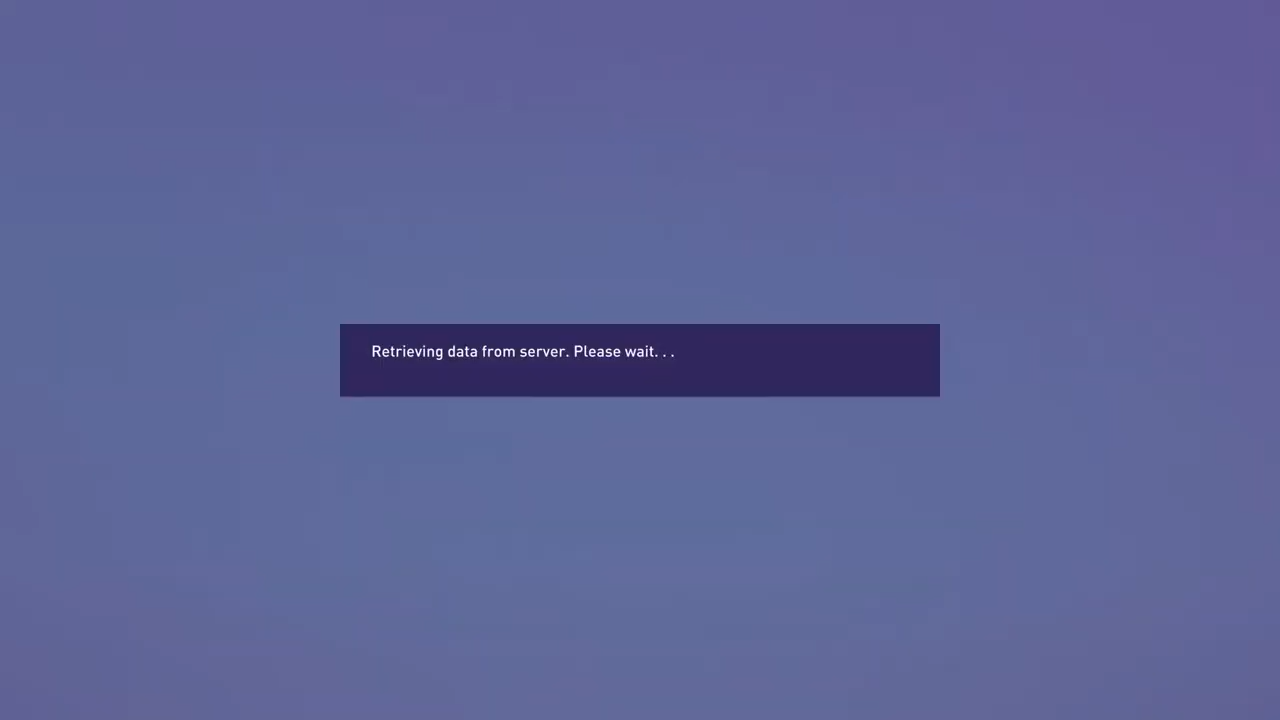 Retrieving data from server. Please wait. . .